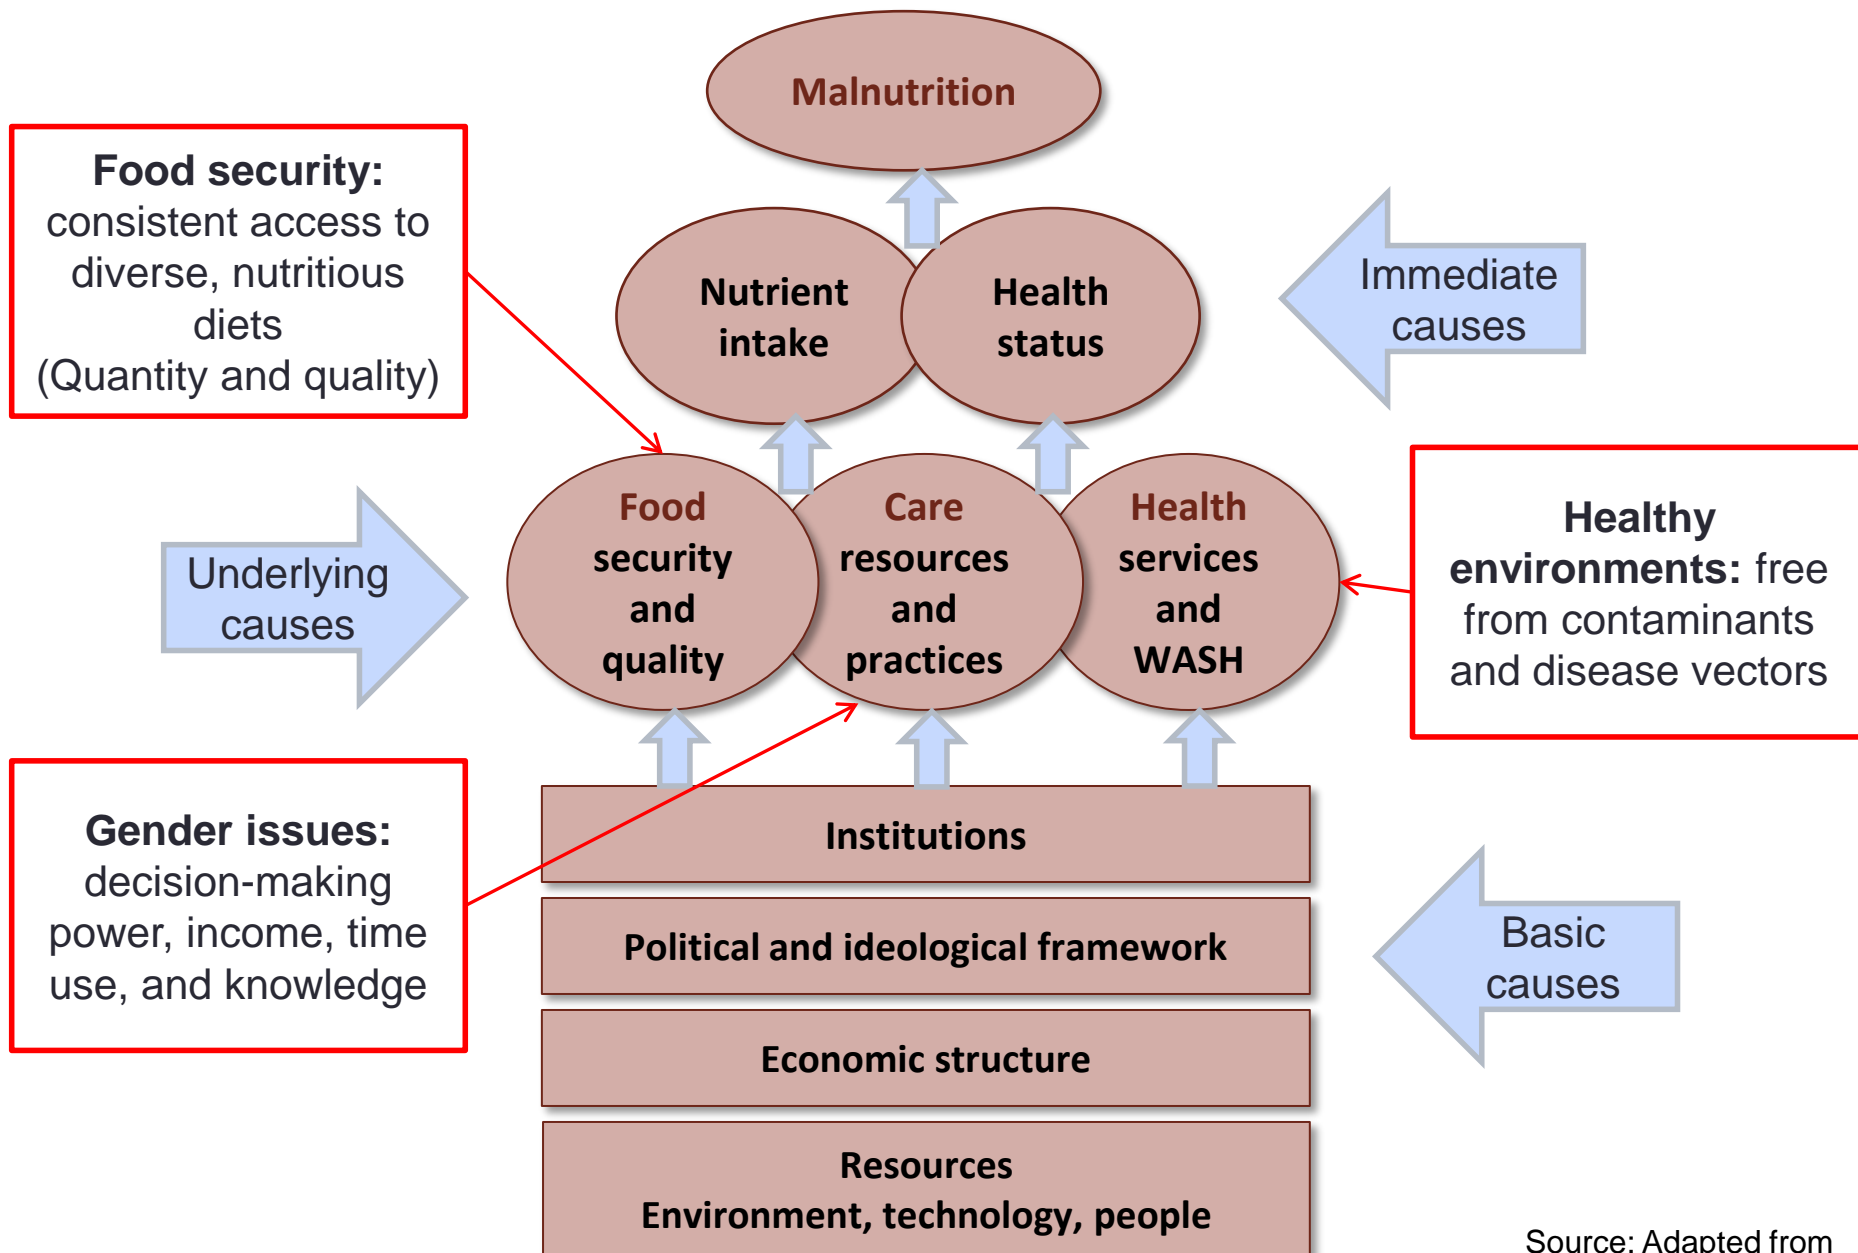 Malnutrition
Food security:
consistent access to
diverse, nutritious
diets
(Quantity and quality)
Nutrient
intake
Health
status
Immediate
causes
Underlying
causes
Food
security
and
quality
Care
resources
and
practices
Health
services
and
WASH
Healthy
environments: free
from contaminants
and disease vectors
Gender issues:
decision-making
power, income, time
use, and knowledge
Institutions
Political and ideological framework
Economic structure
Resources
Environment, technology, people
Basic
causes
Source: Adapted from